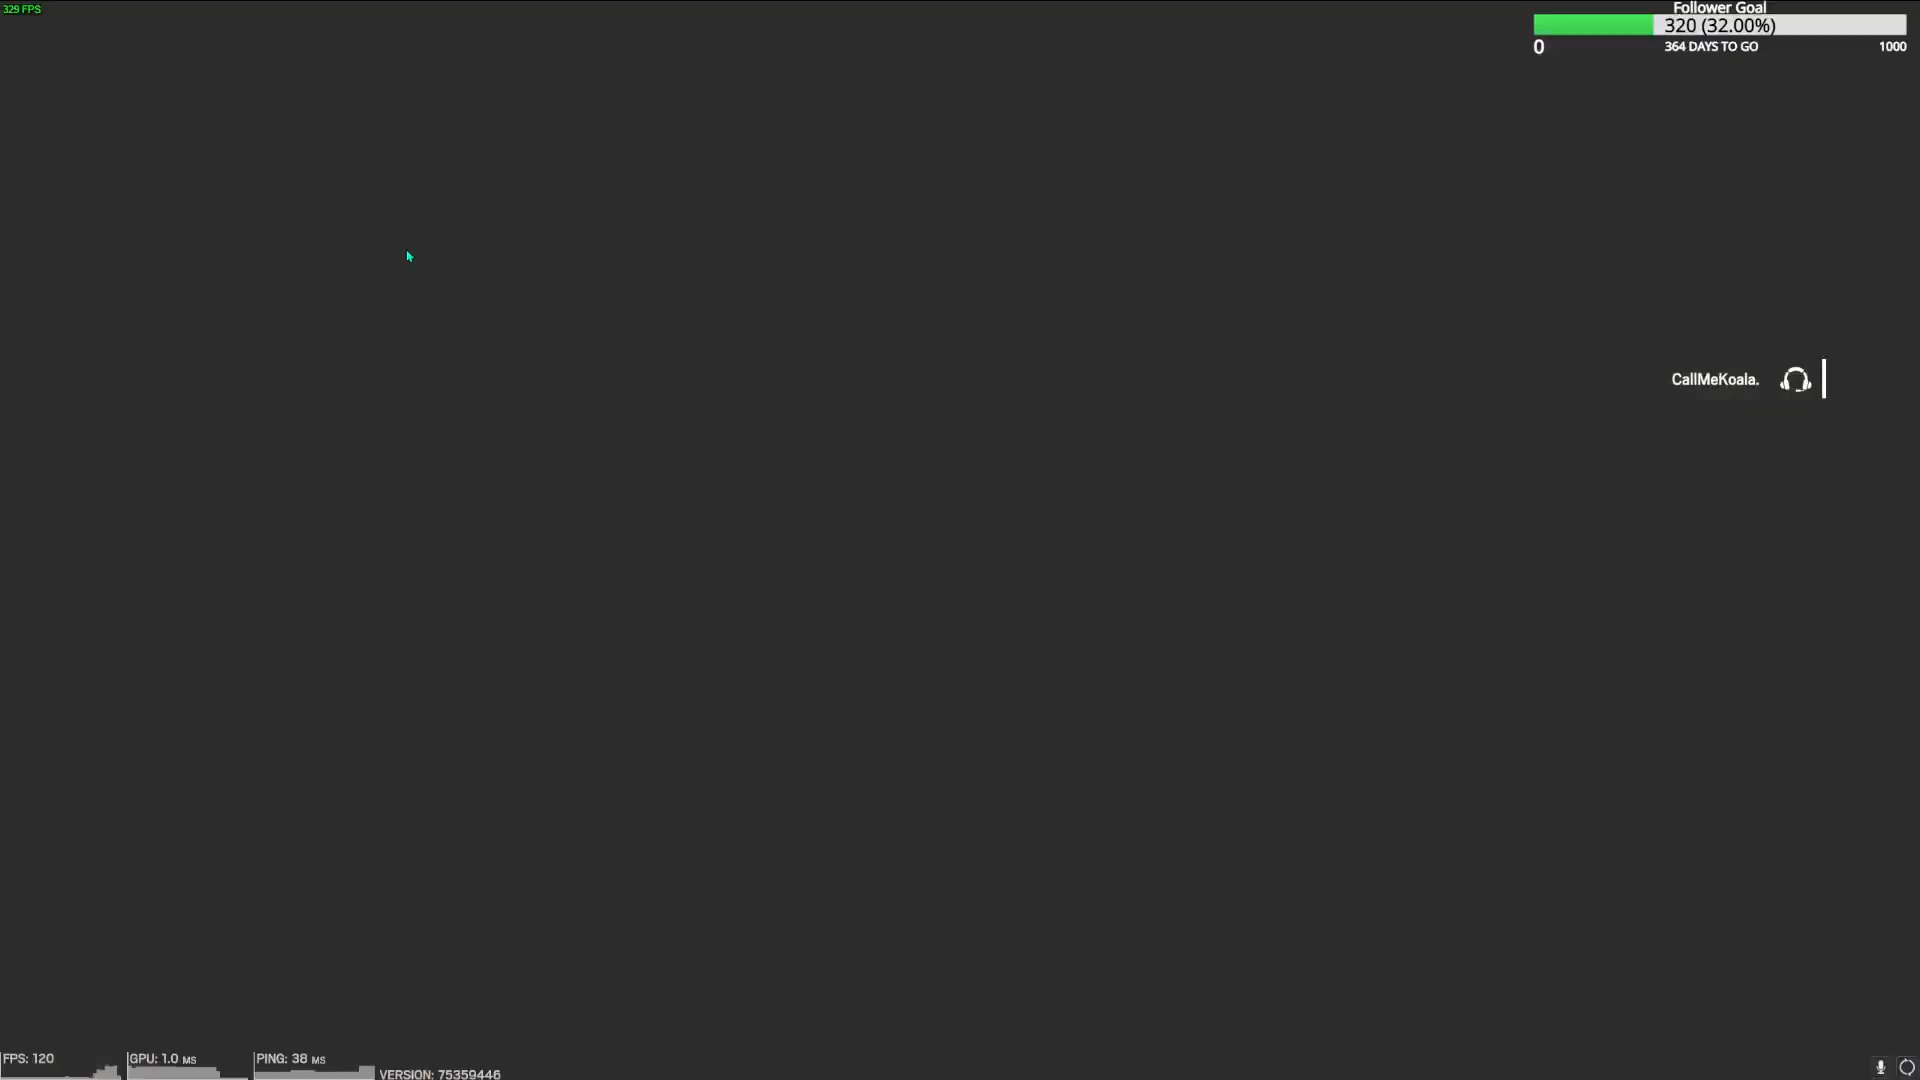 329 FPS
Follower Goal
320 (32.00%)
0
364 DAYS TO GO
1000
CallMeKoala.
FPS: 120
GPU: 1.0 MS
PING: 38 MS
VERSION: 75359446